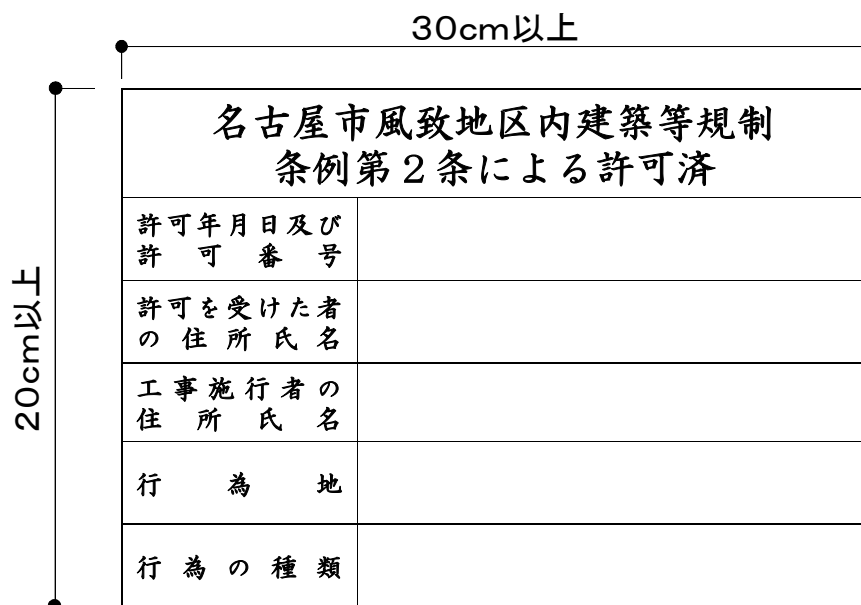 30cm以上
20cm以上
名古屋市風致地区内建築等規制
条例第２条による許可済
許可年月日及び
許可番号
許可を受けた者
の住所氏名
工事施行者の
住所氏名
行為地
行為の種類